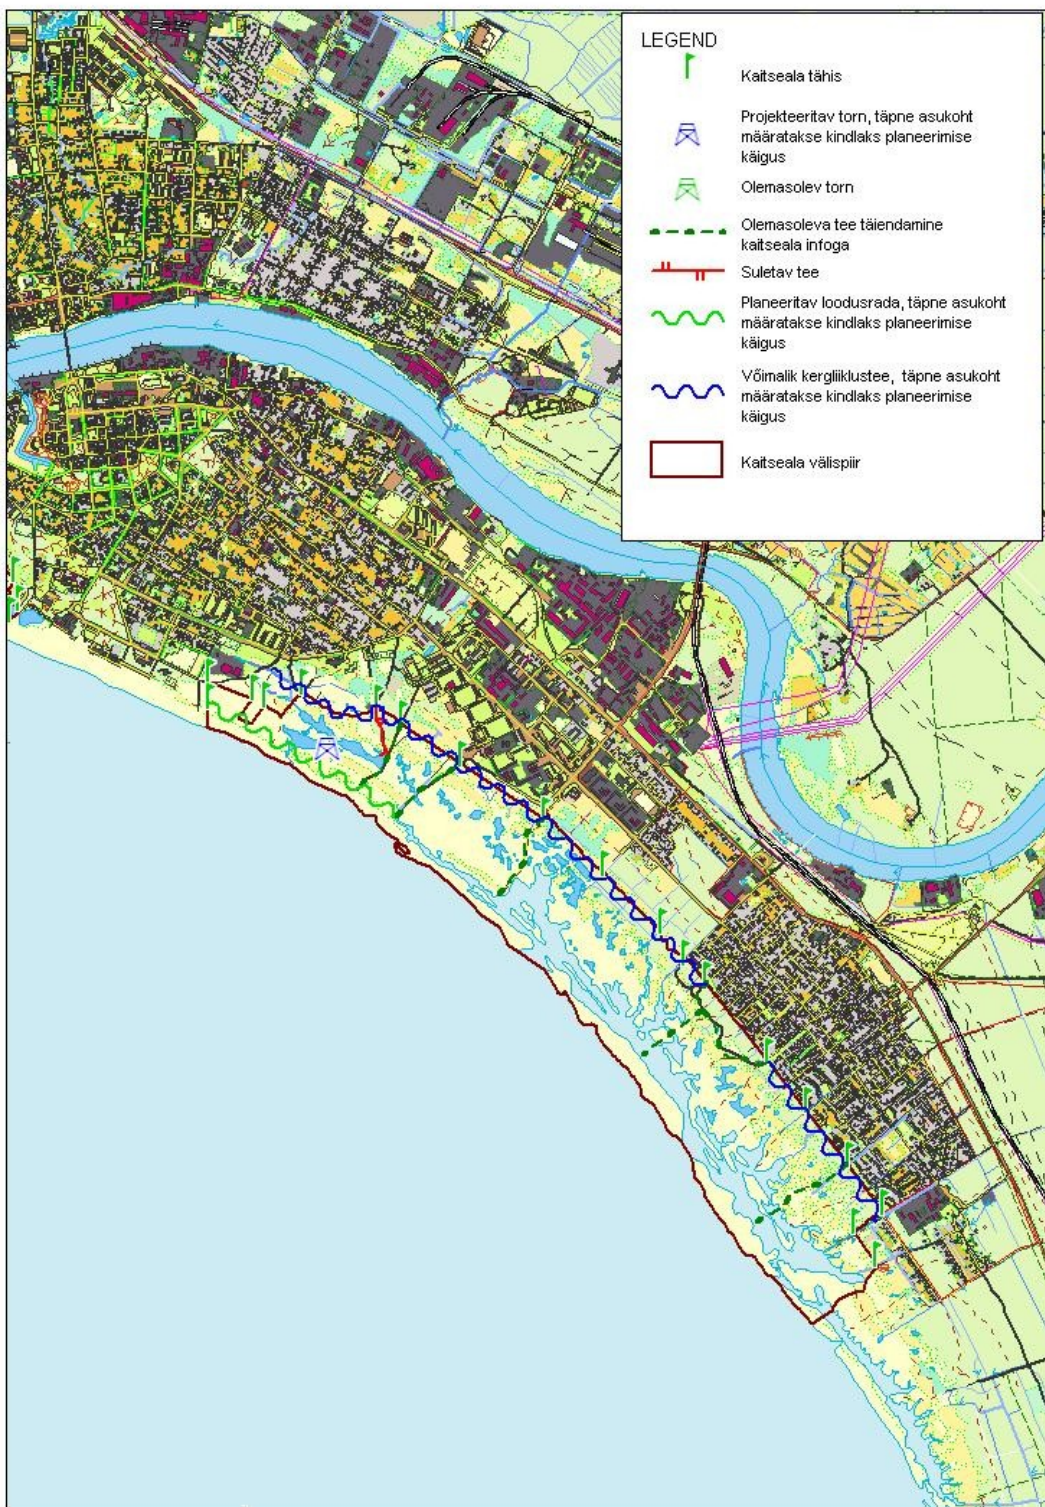 LEGEND
Kaitseala tähis
Projekteeritav torn, täpne asukoht
määratakse kindlaks planeerimise
käigus
Olemasolev torn
Olemasoleva tee täiendamine
kaitseala infoga
Suletav tee
Planeeritav loodusrada, täpne asukoht
määratakse kindlaks planeerimise
käigus
Võimalik kergliiklustee, täpne asukoht
määratakse kindlaks planeerimise
käigus
Kaitseala välispiir